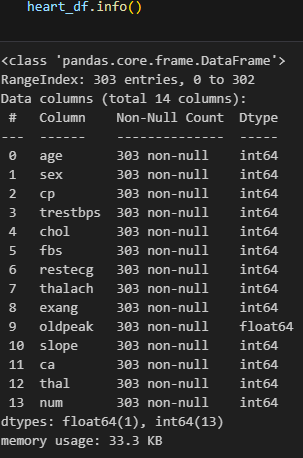 heart_df.info()
<class 'pandas.core.frame.DataFrame'>
RangeIndex: 303 entries, 0 to 302
Data columns (total 14 columns):
 #   Column    Non-Null Count  Dtype
---  ------    --------------  -----
 0   age       303 non-null    int64
 1   sex       303 non-null    int64
 2   cp        303 non-null    int64
 3   trestbps  303 non-null    int64
 4   chol      303 non-null    int64
 5   fbs       303 non-null    int64
 6   restecg   303 non-null    int64
 7   thalach   303 non-null    int64
 8   exang     303 non-null    int64
 9   oldpeak   303 non-null    float64
 10  slope     303 non-null    int64
 11  ca        303 non-null    int64
 12  thal      303 non-null    int64
 13  num       303 non-null    int64
dtypes: float64(1), int64(13)
memory usage: 33.3 KB